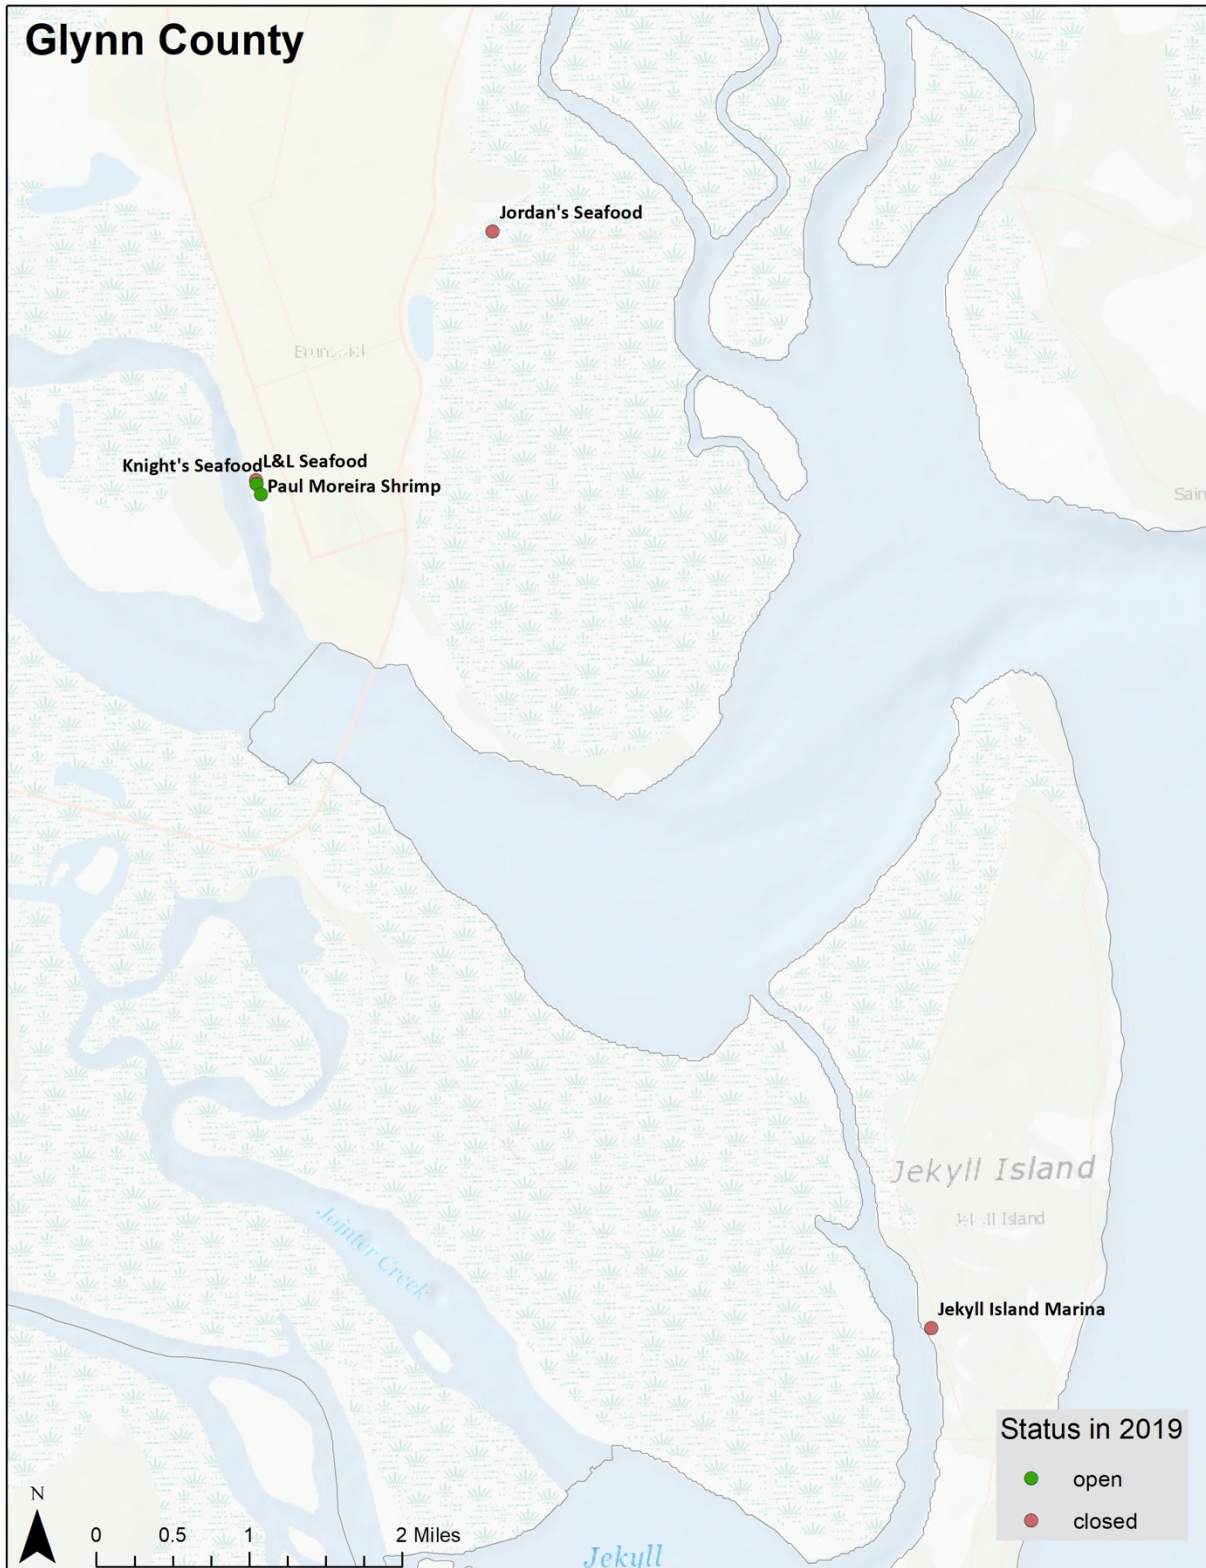 Glynn County
Jordan's Seafood
Knight's Seafood
L&L Seafood
Paul Moreira Shrimp
Jekyll Island
Island
Jekyll Island Marina
Jointer Creek
Status in 2019
open
closed
N
0 0.5 1 2 Miles
Jekyll